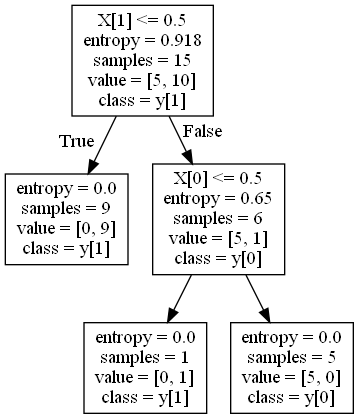 X[1] <= 0.5
entropy = 0.918
samples = 15
value = [5, 10]
class = y[1]
True
False
entropy = 0.0
samples = 9
value = [0, 9]
class = y[1]
X[0] <= 0.5
entropy = 0.65
samples = 6
value = [5, 1]
class = y[0]
entropy = 0.0
samples = 1
value = [0, 1]
class = y[1]
entropy = 0.0
samples = 5
value = [5, 0]
class = y[0]